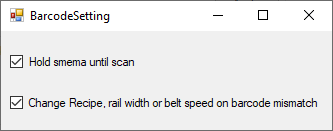 BarcodeSetting
Hold smema until scan
Change Recipe, rail width or belt speed on barcode mismatch